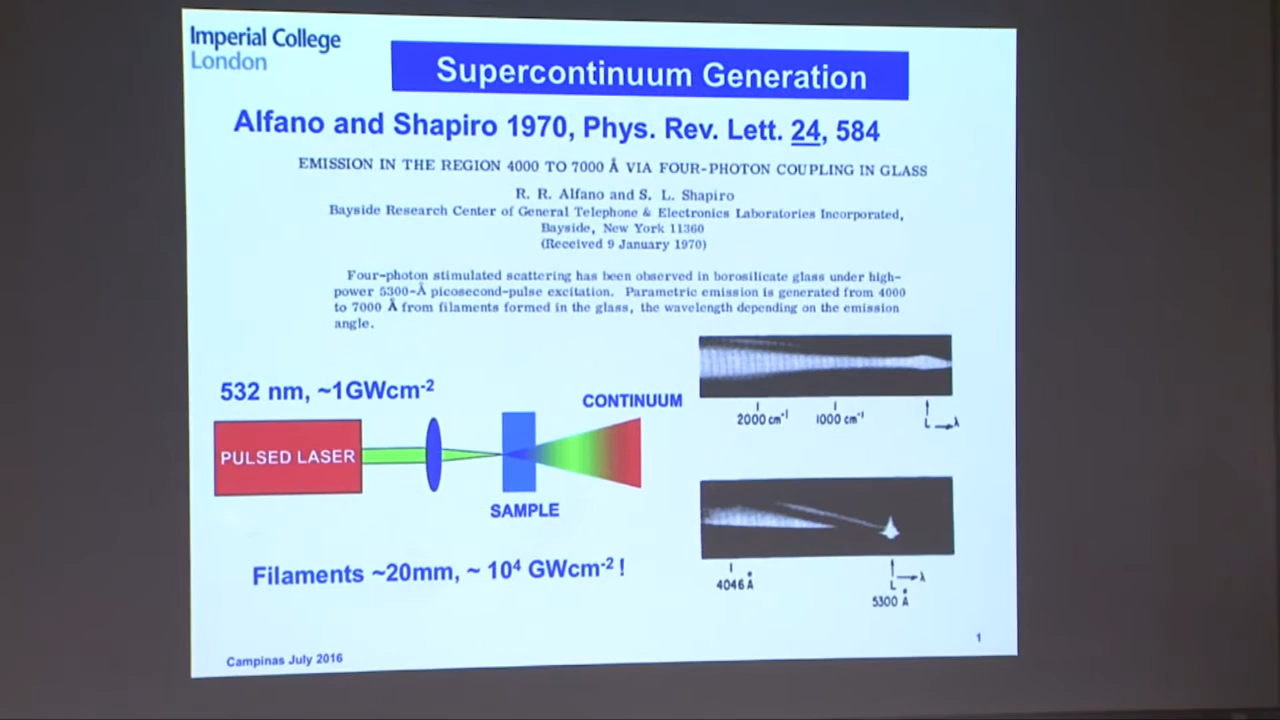 Imperial College
London
Supercontinuum Generation
Alfano and Shapiro 1970, Phys. Rev. Lett. 24, 584
EMISSION IN THE REGION 4000 TO 7000 Å VIA FOUR-PHOTON COUPLING IN GLASS
R. R. Alfano and S. L. Shapiro
Bayside Research Center of General Telephone & Electronics Laboratories Incorporated,
Bayside, New York 11360
(Received 9 January 1970)
Four-photon stimulated scattering has been observed in borosilicate glass under high-
power 5300-Å picosecond-pulse excitation. Parametric emission is generated from 4000
to 7000 Å from filaments formed in the glass, the wavelength depending on the emission
angle.
532 nm, ~1GWcm-2
PULSED LASER
SAMPLE
CONTINUUM
Filaments ~20mm, ~ 10⁴ GWcm-2 !
2000 cm⁻¹ 1000 cm⁻¹ L → λ
4046 Å L → λ
5300 Å
Campinas July 2016
1